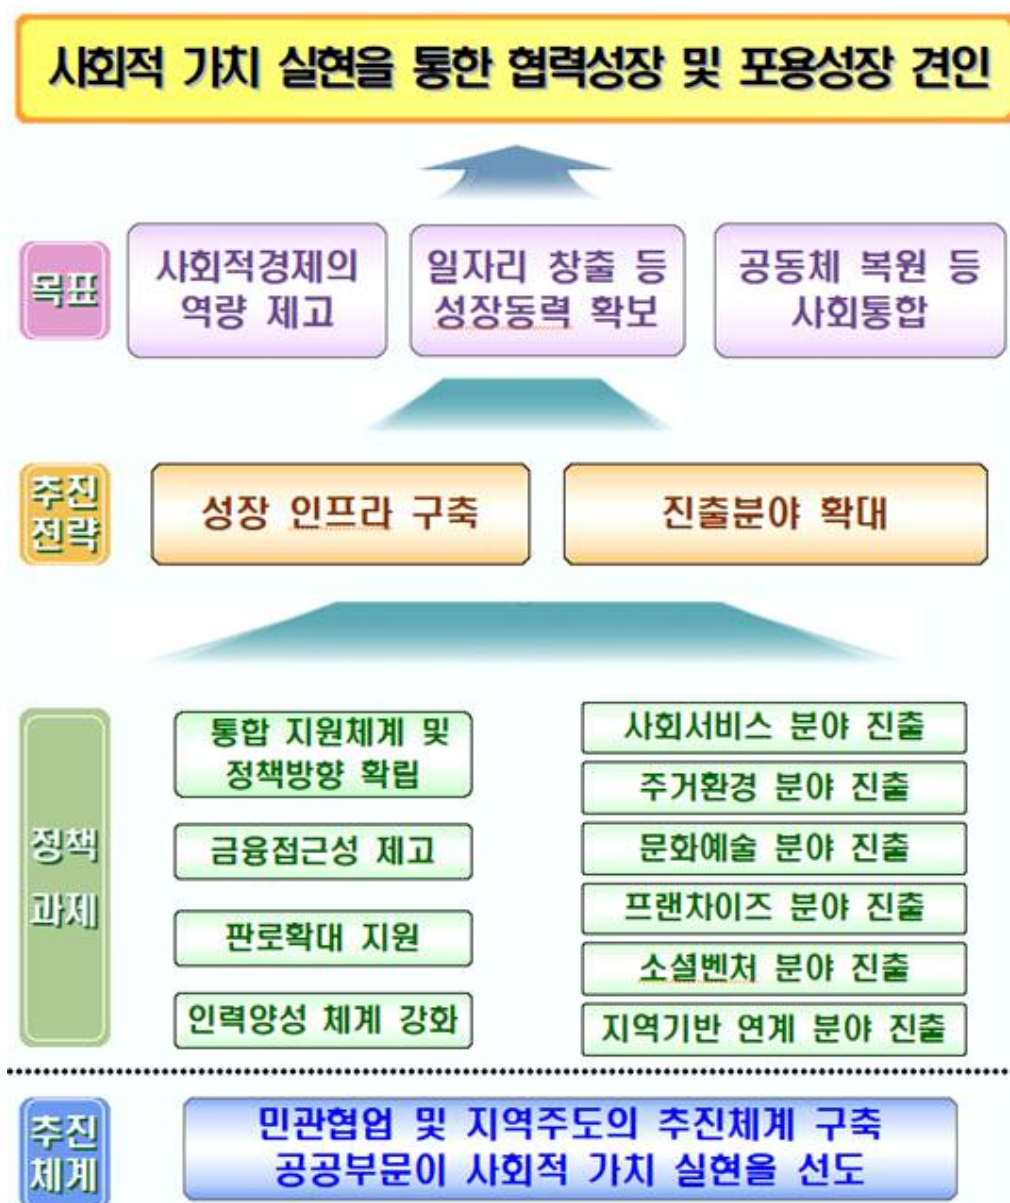 사회적 가치 실현을 통한 협력성장 및 포용성장 견인
목표
사회적경제의
역량 제고
일자리 창출 등
성장동력 확보
공동체 복원 등
사회통합
추진
전략
성장 인프라 구축
진출분야 확대
정책
과제
통합 지원체계 및
정책방향 확립
금융접근성 제고
판로확대 지원
인력양성 체계 강화
사회서비스 분야 진출
주거환경 분야 진출
문화예술 분야 진출
프랜차이즈 분야 진출
소셜벤처 분야 진출
지역기반 연계 분야 진출
추진
체계
민관협업 및 지역주도의 추진체계 구축
공공부문이 사회적 가치 실현을 선도